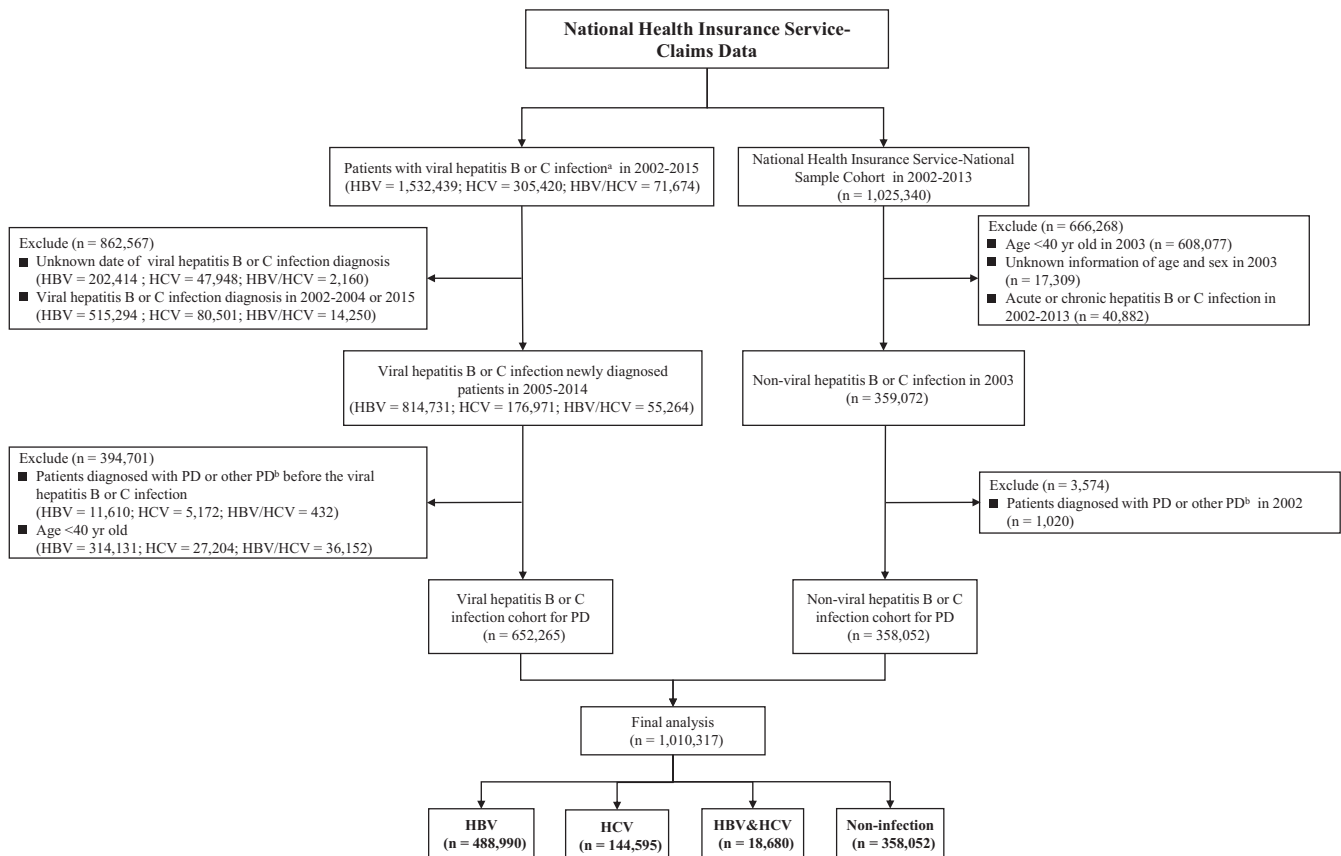 National Health Insurance Service-
Claims Data
Patients with viral hepatitis B or C infectionᵃ in 2002-2015
(HBV = 1,532,439; HCV = 305,420; HBV/HCV = 71,674)
National Health Insurance Service-National
Sample Cohort in 2002-2013
(n = 1,025,340)
Exclude (n = 862,567)
■ Unknown date of viral hepatitis B or C infection diagnosis
(HBV = 202,414 ; HCV = 47,948; HBV/HCV = 2,160)
■ Viral hepatitis B or C infection diagnosis in 2002-2004 or 2015
(HBV = 515,294 ; HCV = 80,501; HBV/HCV = 14,250)
Exclude (n = 666,268)
■ Age <40 yr old in 2003 (n = 608,077)
■ Unknown information of age and sex in 2003
(n = 17,309)
■ Acute or chronic hepatitis B or C infection in
2002-2013 (n = 40,882)
Viral hepatitis B or C infection newly diagnosed
patients in 2005-2014
(HBV = 814,731; HCV = 176,971; HBV/HCV = 55,264)
Non-viral hepatitis B or C infection in 2003
(n = 359,072)
Exclude (n = 394,701)
■ Patients diagnosed with PD or other PDᵇ before the viral
hepatitis B or C infection
(HBV = 11,610; HCV = 5,172; HBV/HCV = 432)
■ Age <40 yr old
(HBV = 314,131; HCV = 27,204; HBV/HCV = 36,152)
Exclude (n = 3,574)
■ Patients diagnosed with PD or other PDᵇ in 2002
(n = 1,020)
Viral hepatitis B or C
infection cohort for PD
(n = 652,265)
Non-viral hepatitis B or C
infection cohort for PD
(n = 358,052)
Final analysis
(n = 1,010,317)
HBV
(n = 488,990)
HCV
(n = 144,595)
HBV&HCV
(n = 18,680)
Non-infection
(n = 358,052)